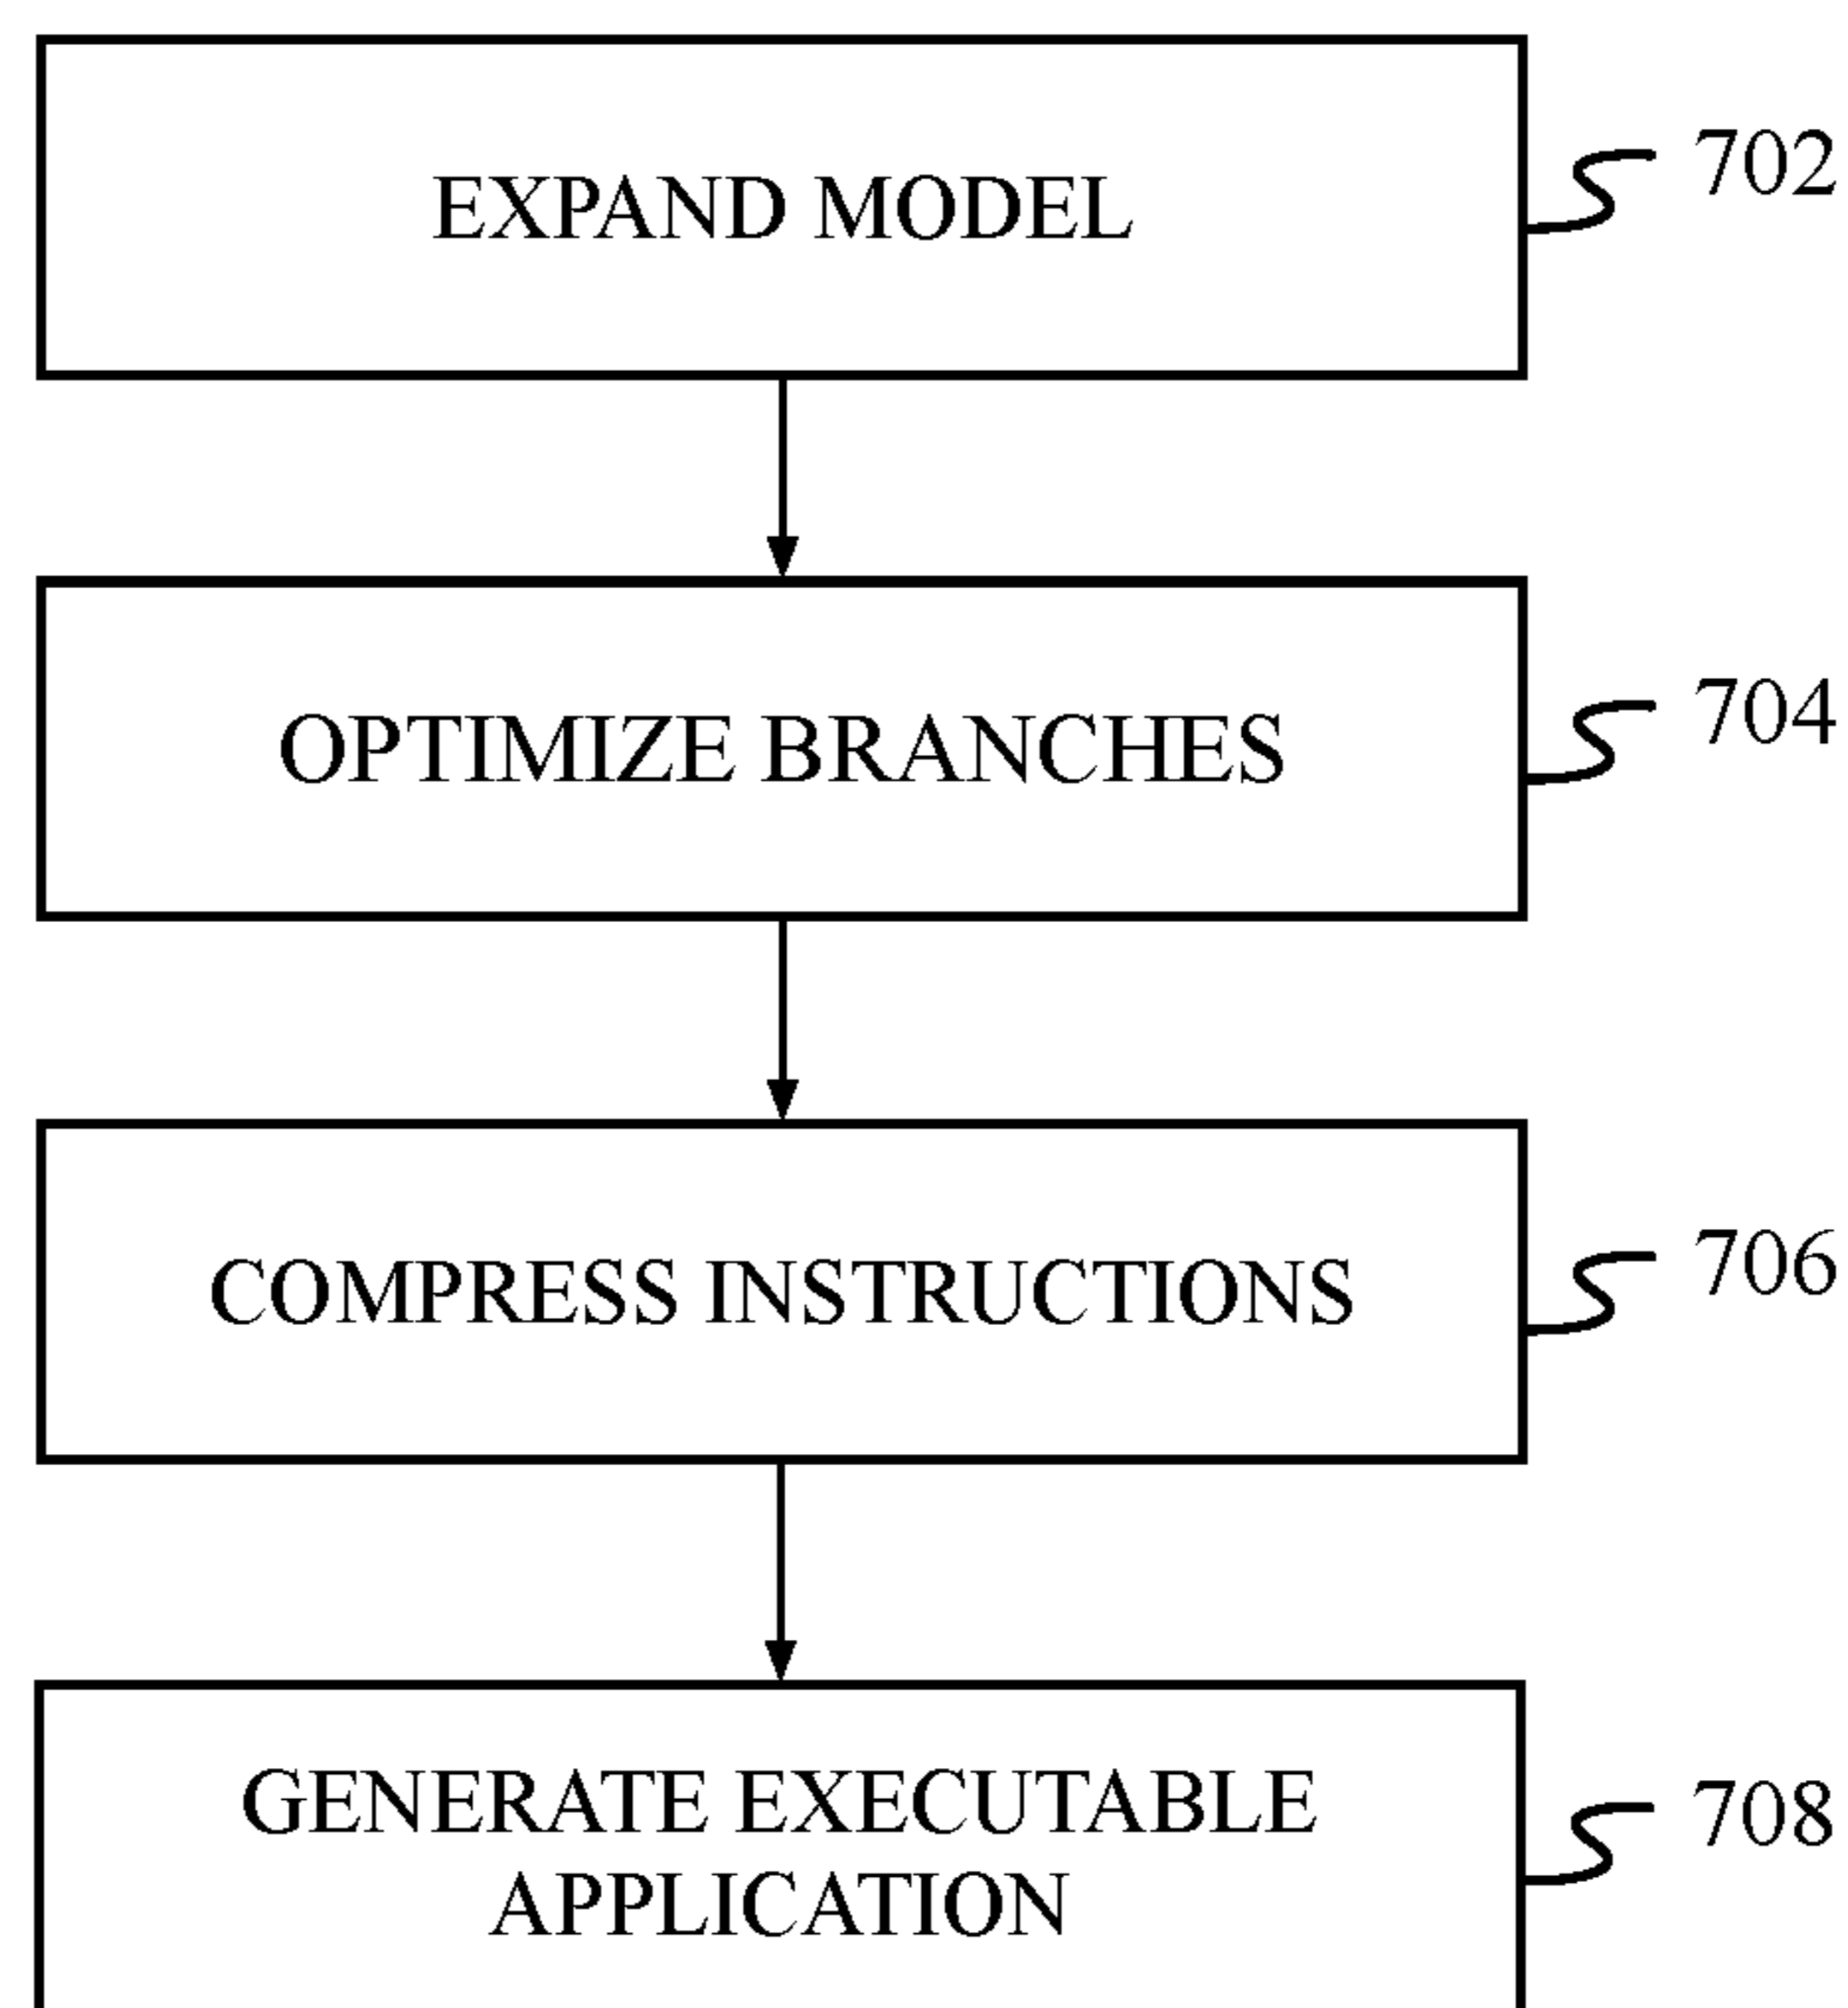 EXPAND MODEL
702
OPTIMIZE BRANCHES
704
COMPRESS INSTRUCTIONS
706
GENERATE EXECUTABLE
APPLICATION
708